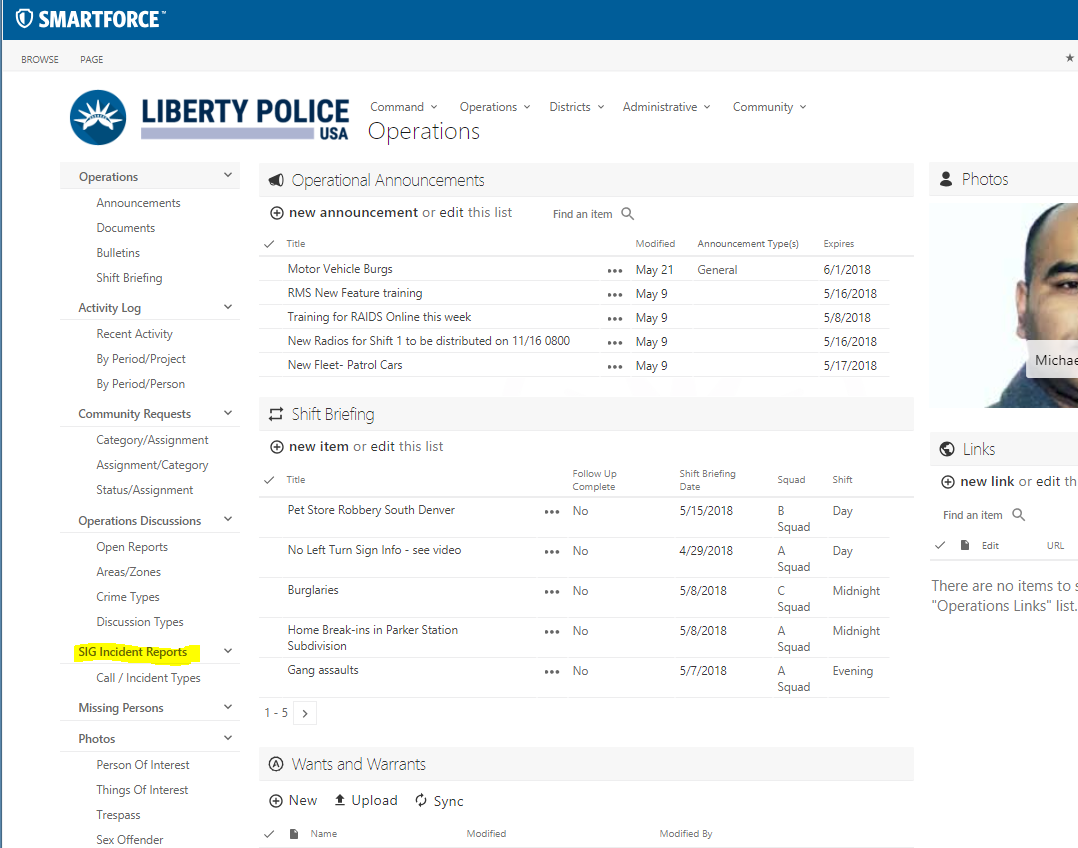 SMARTFORCE™
BROWSE PAGE
LIBERTY POLICE
USA
Command Operations Districts Administrative Community
Operations
Operations
Announcements
Documents
Bulletins
Shift Briefing
Activity Log
Recent Activity
By Period/Project
By Period/Person
Community Requests
Category/Assignment
Assignment/Category
Status/Assignment
Operations Discussions
Open Reports
Areas/Zones
Crime Types
Discussion Types
SIG Incident Reports
Call / Incident Types
Missing Persons
Photos
Person Of Interest
Things Of Interest
Trespass
Sex Offender
Operational Announcements
new announcement or edit this list Find an item
Title Modified Announcement Type(s) Expires
Motor Vehicle Burgs ••• May 21 General 6/1/2018
RMS New Feature training ••• May 9 5/16/2018
Training for RAIDS Online this week ••• May 9 5/8/2018
New Radios for Shift 1 to be distributed on 11/16 0800 ••• May 9 5/16/2018
New Fleet- Patrol Cars ••• May 9 5/17/2018
Shift Briefing
new item or edit this list
Title Follow Up Complete Shift Briefing Date Squad Shift
Pet Store Robbery South Denver ••• No 5/15/2018 B Squad Day
No Left Turn Sign Info - see video ••• No 4/29/2018 A Squad Day
Burglaries ••• No 5/8/2018 C Squad Midnight
Home Break-ins in Parker Station
Subdivision ••• No 5/8/2018 A Squad Midnight
Gang assaults ••• No 5/7/2018 A Squad Evening
1 - 5
Wants and Warrants
New Upload Sync
Name Modified Modified By
Photos
Michae
Links
new link or edit th
Find an item
Edit URL
There are no items to s
"Operations Links" list.